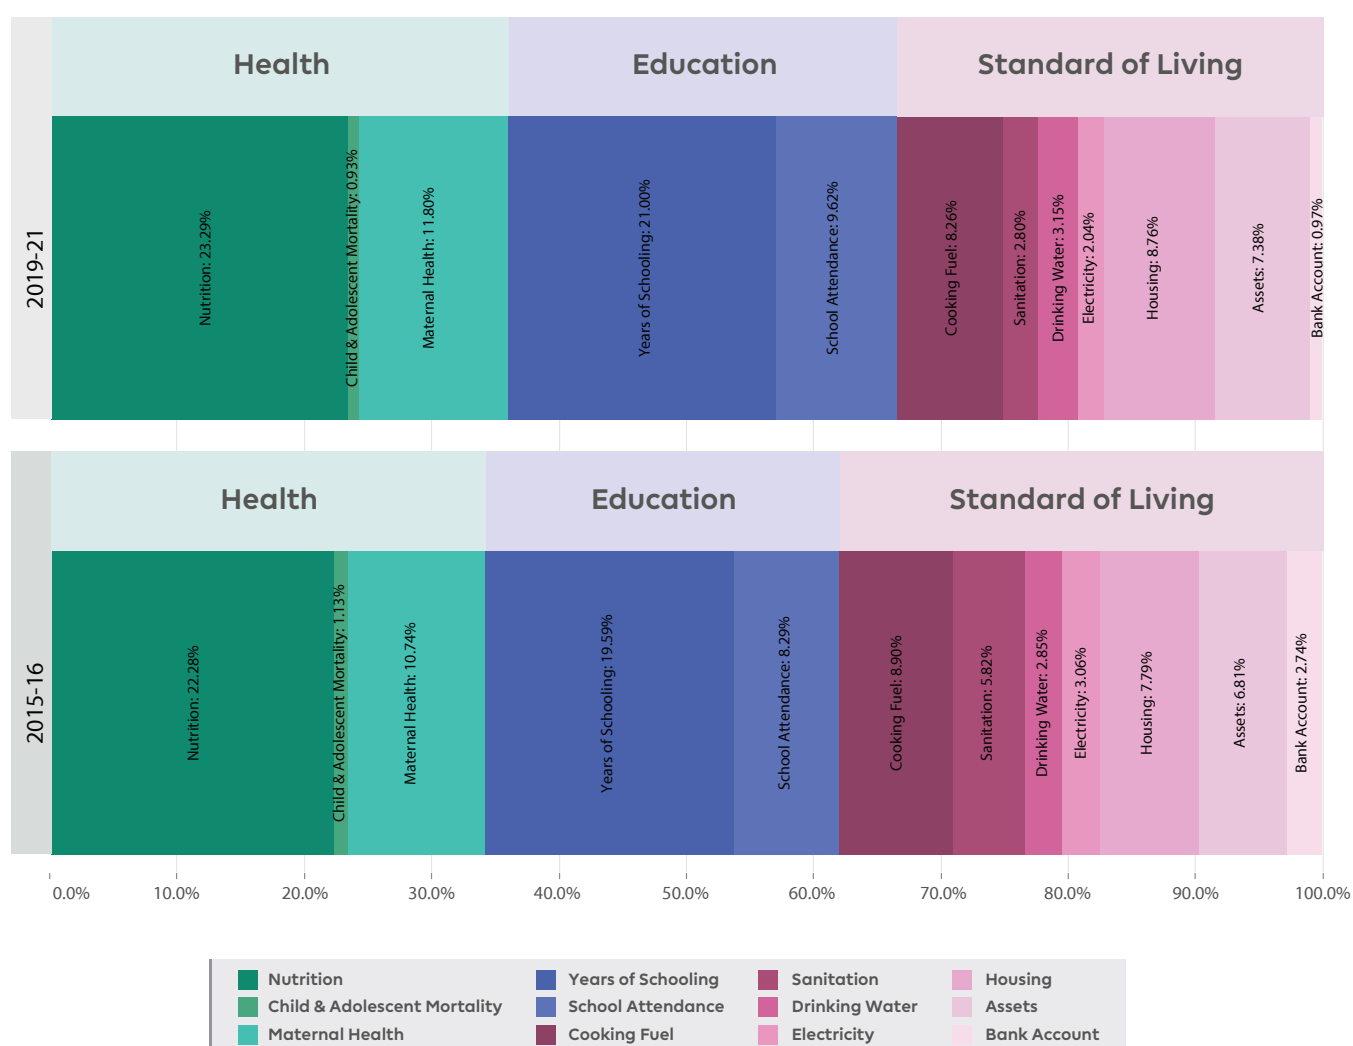 Health
Education
Standard of Living
2019-21
Nutrition: 23.29%
Child & Adolescent Mortality: 0.93%
Maternal Health: 11.80%
Years of Schooling: 21.00%
School Attendance: 9.62%
Cooking Fuel: 8.26%
Sanitation: 2.80%
Drinking Water: 3.15%
Electricity: 2.04%
Housing: 8.76%
Assets: 7.38%
Bank Account: 0.97%
Health
Education
Standard of Living
2015-16
Nutrition: 22.28%
Child & Adolescent Mortality: 1.13%
Maternal Health: 10.74%
Years of Schooling: 19.59%
School Attendance: 8.29%
Cooking Fuel: 8.90%
Sanitation: 5.82%
Drinking Water: 2.85%
Electricity: 3.06%
Housing: 7.79%
Assets: 6.81%
Bank Account: 2.74%
0.0% 10.0% 20.0% 30.0% 40.0% 50.0% 60.0% 70.0% 80.0% 90.0% 100.0%
Nutrition
Child & Adolescent Mortality
Maternal Health
Years of Schooling
School Attendance
Cooking Fuel
Sanitation
Drinking Water
Electricity
Housing
Assets
Bank Account